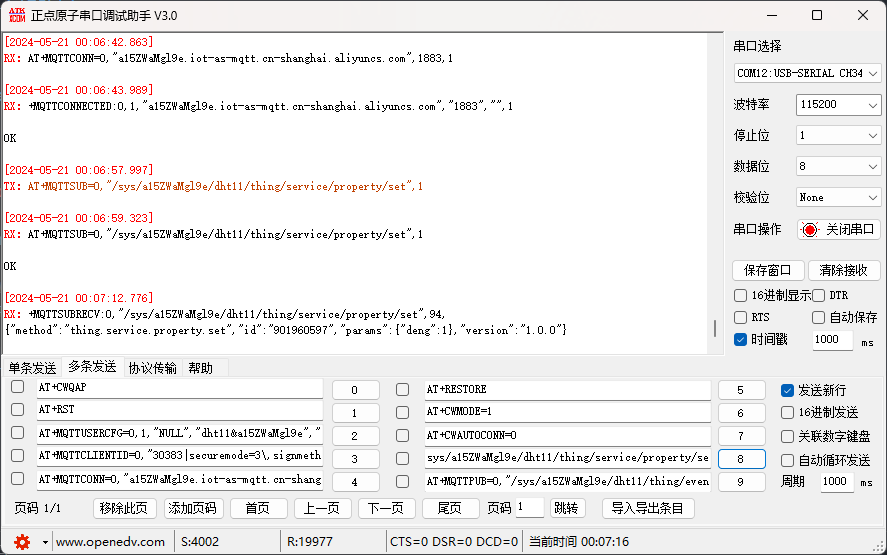 ATK
XCOM
正点原子串口调试助手 V3.0
[2024-05-21 00:06:42.863]
RX: AT+MQTTCONN=0,"a15ZWaMgl9e.iot-as-mqtt.cn-shanghai.aliyuncs.com",1883,1
[2024-05-21 00:06:43.989]
RX: +MQTTCONNECTED:0,1,"a15ZWaMgl9e.iot-as-mqtt.cn-shanghai.aliyuncs.com","1883","",1
OK
[2024-05-21 00:06:57.997]
TX: AT+MQTTSUB=0,"/sys/a15ZWaMgl9e/dht11/thing/service/property/set",1
[2024-05-21 00:06:59.323]
RX: AT+MQTTSUB=0,"/sys/a15ZWaMgl9e/dht11/thing/service/property/set",1
OK
[2024-05-21 00:07:12.776]
RX: +MQTTSUBRECV:0,"/sys/a15ZWaMgl9e/dht11/thing/service/property/set",94,
{"method":"thing.service.property.set","id":"901960597","params":{"deng":1},"version":"1.0.0"}
串口选择
COM12:USB-SERIAL CH34
波特率 115200
停止位 1
数据位 8
校验位 None
串口操作 关闭串口
保存窗口 清除接收
16进制显示 DTR
RTS 自动保存
时间戳 1000 ms
单条发送 多条发送 协议传输 帮助
AT+CWQAP 0 AT+RESTORE 5 发送新行
AT+RST 1 AT+CWMODE=1 6 16进制发送
AT+MQTTUSERCFG=0,1,"NULL","dht11&a15ZWaMgl9e"," 2 AT+CWAUTOCONN=0 7 关联数字键盘
AT+MQTTCLIENTID=0,"30383|securemode=3\,signmeth 3 sys/a15ZWaMgl9e/dht11/thing/service/property/se 8 自动循环发送
AT+MQTTCONN=0,"a15ZWaMgl9e.iot-as-mqtt.cn-shang 4 AT+MQTTPUB=0,"/sys/a15ZWaMgl9e/dht11/thing/even 9 周期 1000 ms
页码 1/1 移除此页 添加页码 首页 上一页 下一页 尾页 页码 1 跳转 导入导出条目
www.openedv.com S:4002 R:19977 CTS=0 DSR=0 DCD=0 当前时间 00:07:16